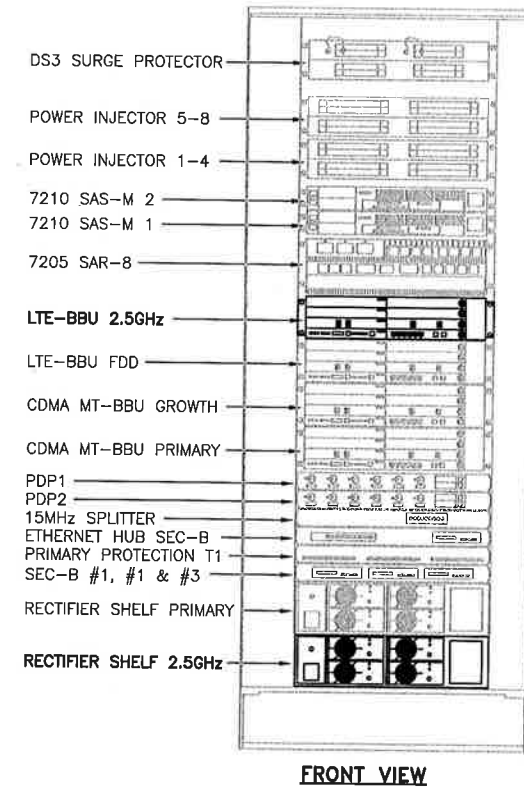 DS3 SURGE PROTECTOR
POWER INJECTOR 5-8
POWER INJECTOR 1-4
7210 SAS-M 2
7210 SAS-M 1
7205 SAR-8
LTE-BBU 2.5GHz
LTE-BBU FDD
CDMA MT-BBU GROWTH
CDMA MT-BBU PRIMARY
PDP1
PDP2
15MHz SPLITTER
ETHERNET HUB SEC-B
PRIMARY PROTECTION T1
SEC-B #1, #1 & #3
RECTIFIER SHELF PRIMARY
RECTIFIER SHELF 2.5GHz
FRONT VIEW